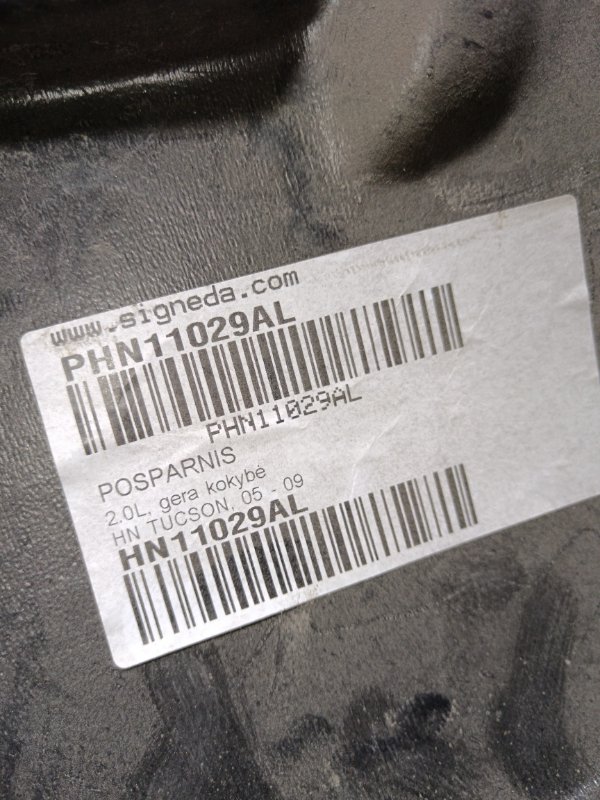 www.signeda.com
PHN11029AL
PHN11029AL
POSPARNIS
2.0L, gera kokybė
HN TUCSON, 05 - 09
HN11029AL